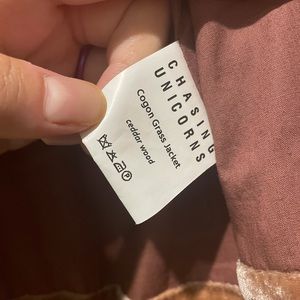 CHASING
UNICORNS
Cogon Grass Jacket
ceddar wood